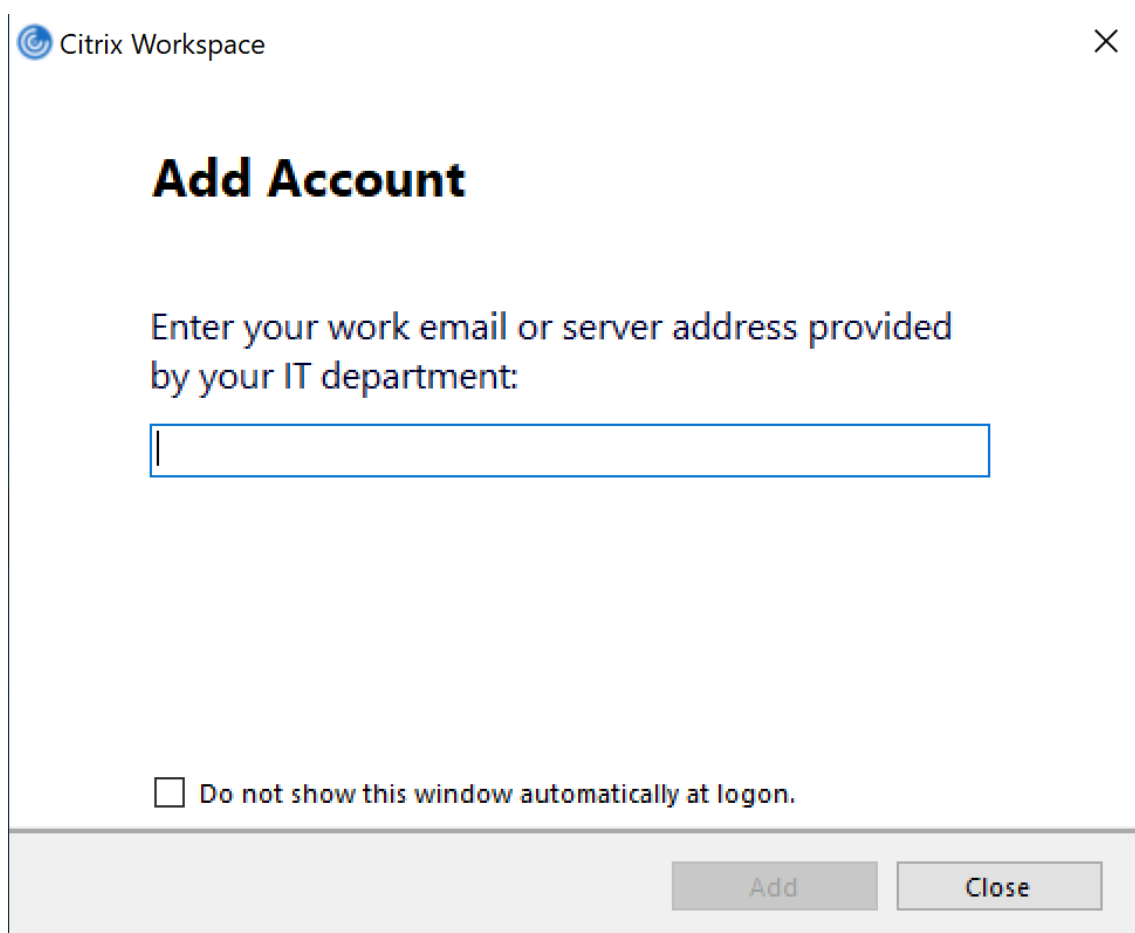 Citrix Workspace
Add Account
Enter your work email or server address provided
by your IT department:
Do not show this window automatically at logon.
Add
Close